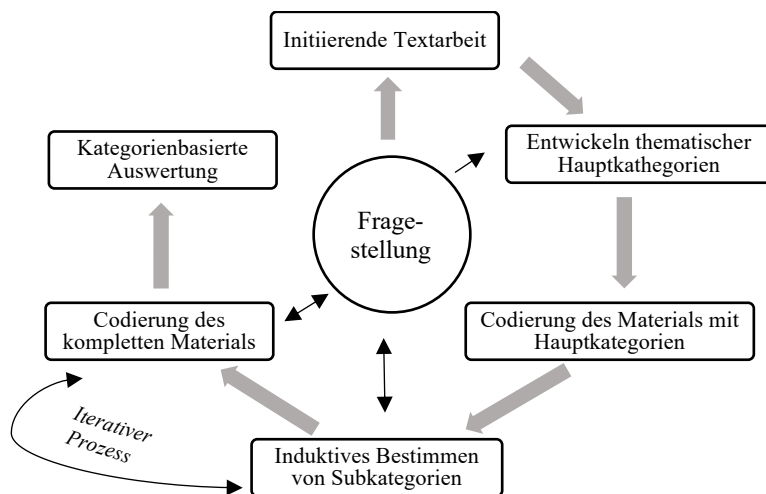 Initiierende Textarbeit
Entwickeln thematischer
Hauptkathegorien
Kategorienbasierte
Auswertung
Frage-
stellung
Codierung des
kompletten Materials
Codierung des Materials mit
Hauptkategorien
Iterativer
Prozess
Induktives Bestimmen
von Subkategorien